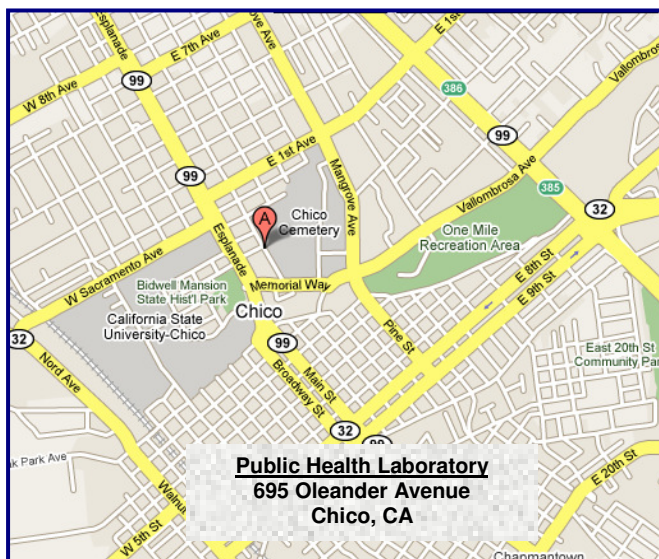 Esplanade
E 7th Ave
E 1st
W 8th Ave
99
386
99
Vallombrosa
E 1st Ave
Mangrove Ave
99
Vallombrosa Ave
385
32
A
Chico
Cemetery
Esplanade
One Mile
Recreation Area
W Sacramento Ave
E 8th St
E 9th St
Bidwell Mansion
State Hist'l Park
Memorial Way
Chico
California State
University-Chico
32
99
Pine St
Nord Ave
Main St
Broadway St
East 20th St
Community Par
32
99
ak Park Ave
Public Health Laboratory
695 Oleander Avenue
Chico, CA
Walnu
W 5th St
E 20th St
Chapmantown